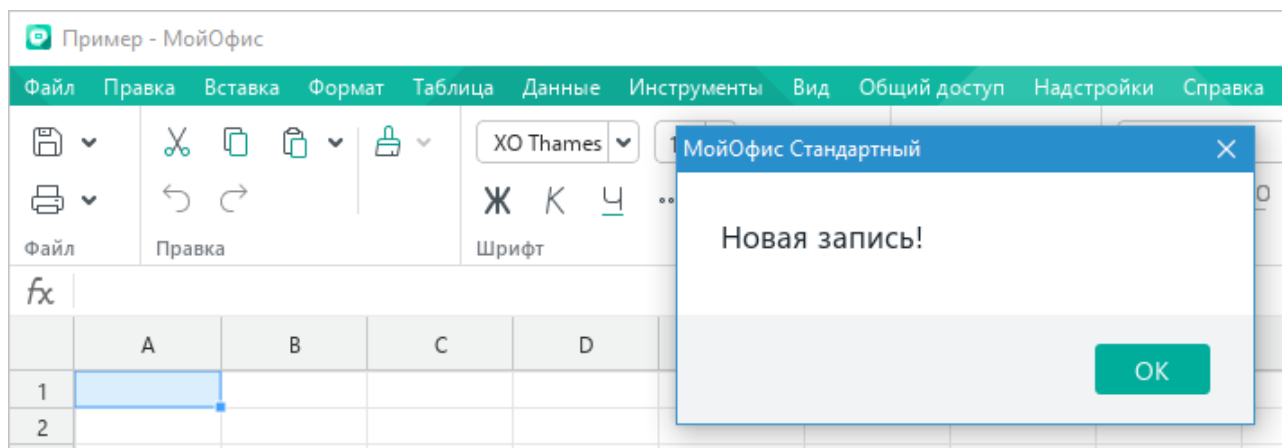 Пример - МойОфис
Файл Правка Вставка Формат Таблица Данные Инструменты Вид Общий доступ Надстройки Справка
XO Thames
МойОфис Стандартный
Ж К Ч
Новая запись!
Файл Правка Шрифт
fx
A B C D
OK
1
2